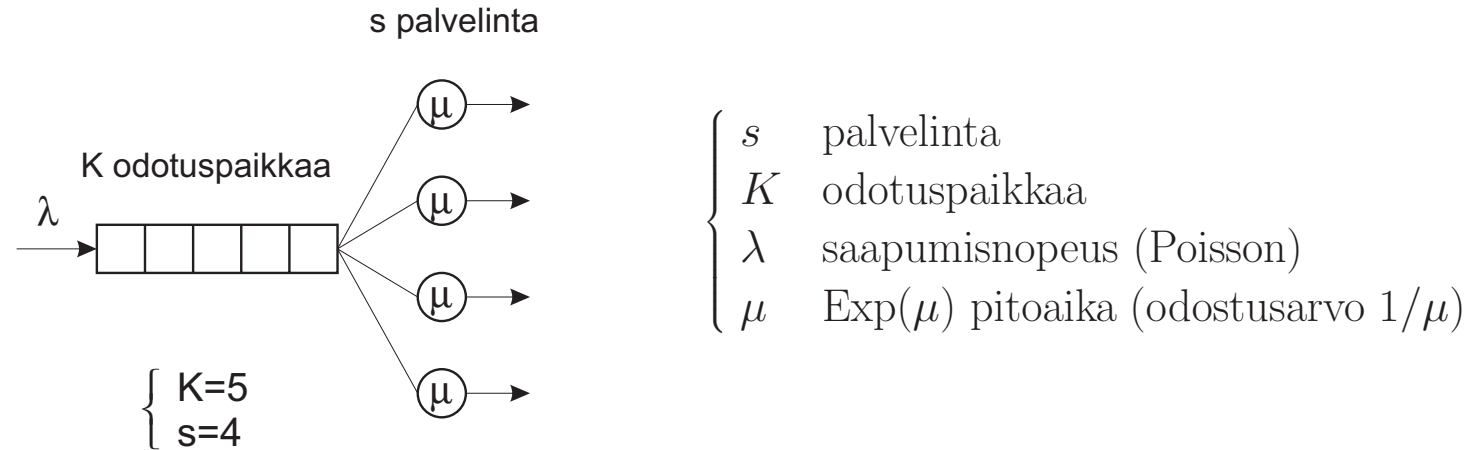 s palvelinta
K odotuspaikkaa
λ
μ
μ
μ
μ
K=5
s=4
s palvelinta
K odotuspaikkaa
λ saapumisnopeus (Poisson)
μ Exp(μ) pitoaika (odostusarvo 1/μ)